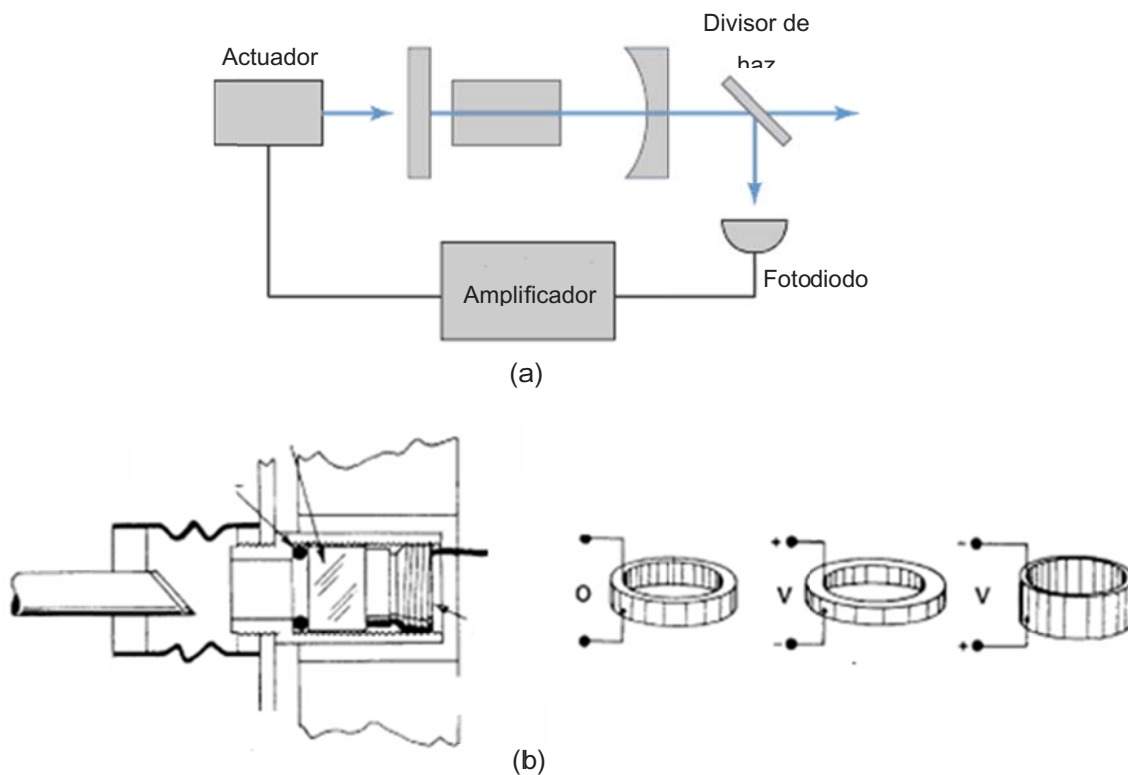 Divisor de
haz
Actuador
Fotodiodo
Amplificador
(a)
O
+
V
-
-
V
+
(b)